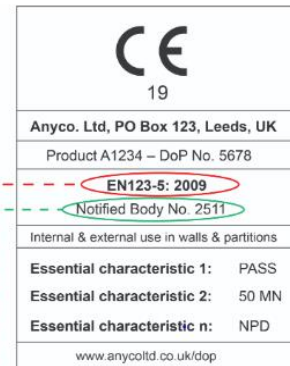 CE
19
Anyco. Ltd, PO Box 123, Leeds, UK
Product A1234 – DoP No. 5678
EN123-5: 2009
Notified Body No. 2511
Internal & external use in walls & partitions
Essential characteristic 1: PASS
Essential characteristic 2: 50 MN
Essential characteristic n: NPD
www.anycoltd.co.uk/dop